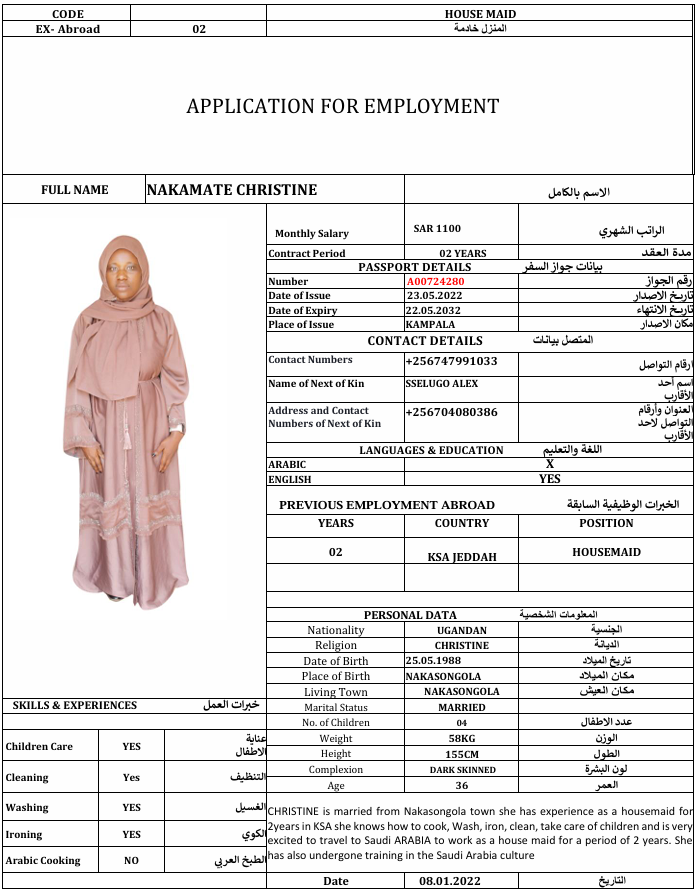 CODE HOUSE MAID
EX- Abroad 02 المنزل خادمة
APPLICATION FOR EMPLOYMENT
FULL NAME NAKAMATE CHRISTINE الاسم بالكامل
Monthly Salary SAR 1100 الراتب الشهري
Contract Period 02 YEARS مدة العقد
PASSPORT DETAILS بيانات جواز السفر
Number A00724280 رقم الجواز
Date of Issue 23.05.2022 تاريخ الاصدار
Date of Expiry 22.05.2032 تاريخ الانتهاء
Place of Issue KAMPALA مكان الاصدار
CONTACT DETAILS المتصل بيانات
Contact Numbers +256747991033 ارقام التواصل
Name of Next of Kin SSELUGO ALEX اسم أحد
الأقارب
Address and Contact +256704080386 العنوان وأرقام
Numbers of Next of Kin التواصل لاحد
الأقارب
LANGUAGES & EDUCATION اللغة والتعليم
ARABIC X
ENGLISH YES
PREVIOUS EMPLOYMENT ABROAD الخبرات الوظيفية السابقة
YEARS COUNTRY POSITION
02 KSA JEDDAH HOUSEMAID
PERSONAL DATA المعلومات الشخصية
Nationality UGANDAN الجنسية
Religion CHRISTINE الديانة
Date of Birth 25.05.1988 تاريخ الميلاد
Place of Birth NAKASONGOLA مكان الميلاد
Living Town NAKASONGOLA مكان العيش
Marital Status MARRIED
No. of Children 04 عدد الاطفال
Weight 58KG الوزن
Height 155CM الطول
Complexion DARK SKINNED لون البشرة
Age 36 العمر
SKILLS & EXPERIENCES خبرات العمل
Children Care YES عناية
الاطفال
Cleaning Yes التنظيف
Washing YES الغسيل
Ironing YES الكوي
Arabic Cooking NO الطبخ العربي
CHRISTINE is married from Nakasongola town she has experience as a housemaid for
2years in KSA she knows how to cook, Wash, iron, clean, take care of children and is very
excited to travel to Saudi ARABIA to work as a house maid for a period of 2 years. She
has also undergone training in the Saudi Arabia culture
Date 08.01.2022 التاريخ